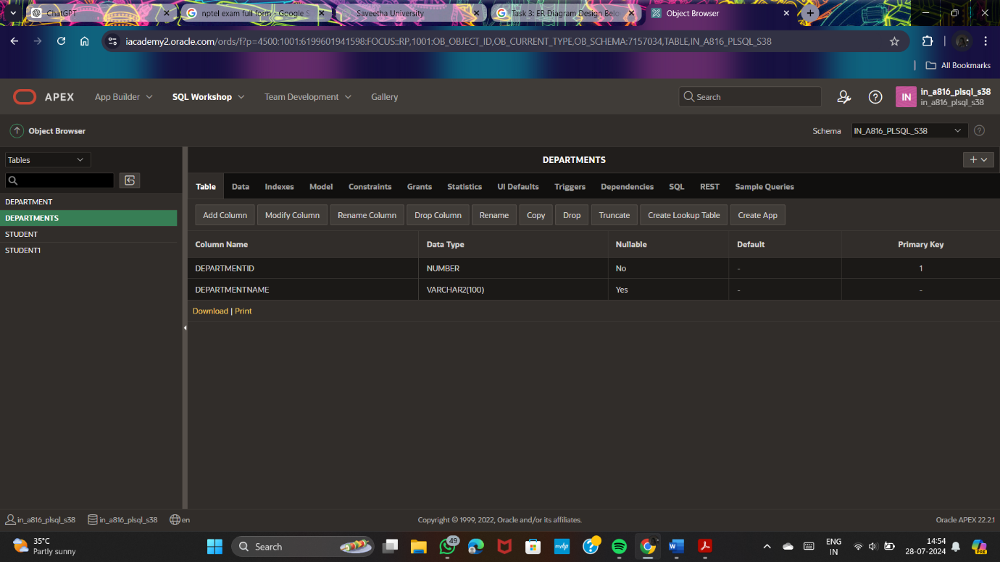 ChatGPT
nptel exam full form - Google S
Saveetha University
Task 3: ER Diagram Design Belo
Object Browser
iacademy2.oracle.com/ords/f?p=4500:1001:6199601941598:FOCUS::RP,1001:OB_OBJECT_ID,OB_CURRENT_TYPE,OB_SCHEMA:7157034,TABLE,IN_A816_PLSQL_S38
All Bookmarks
APEX App Builder SQL Workshop Team Development Gallery Search IN in_a816_plsql_s38
in_a816_plsql_s38
Object Browser Schema IN_A816_PLSQL_S38
Tables
DEPARTMENT
DEPARTMENTS
STUDENT
STUDENT1
DEPARTMENTS
Table Data Indexes Model Constraints Grants Statistics UI Defaults Triggers Dependencies SQL REST Sample Queries
Add Column Modify Column Rename Column Drop Column Rename Copy Drop Truncate Create Lookup Table Create App
Column Name Data Type Nullable Default Primary Key
DEPARTMENTID NUMBER No - 1
DEPARTMENTNAME VARCHAR2(100) Yes - -
Download | Print
in_a816_plsql_s38 in_a816_plsql_s38 en Copyright © 1999, 2022, Oracle and/or its affiliates. Oracle APEX 22.2.1
35°C
Partly sunny
Search
49
ENG
IN
14:54
28-07-2024